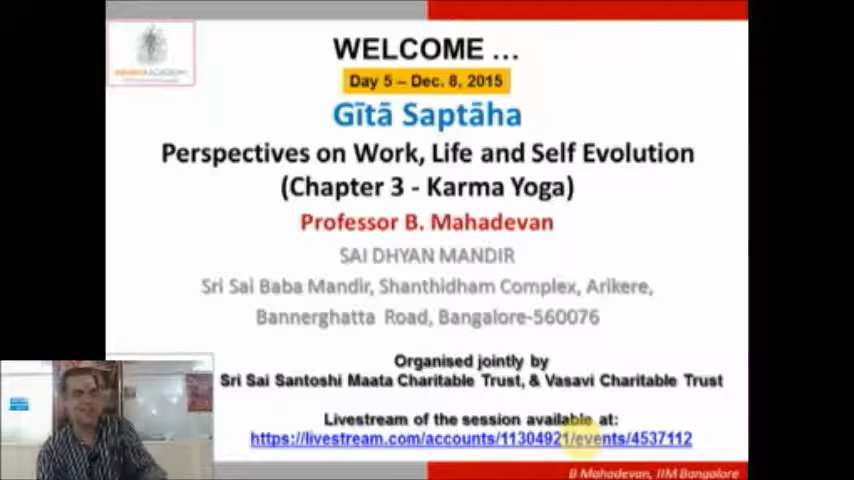 WELCOME ...
Day 5 – Dec. 8, 2015
Gītā Saptāha
Perspectives on Work, Life and Self Evolution
(Chapter 3 - Karma Yoga)
Professor B. Mahadevan
SAI DHYAN MANDIR
Sri Sai Baba Mandir, Shanthidham Complex, Arikere,
Bannerghatta Road, Bangalore-560076
Organised jointly by
Sri Sai Santoshi Maata Charitable Trust, & Vasavi Charitable Trust
Livestream of the session available at:
https://livestream.com/accounts/11304921/events/4537112
B Mahadevan, IIM Bangalore